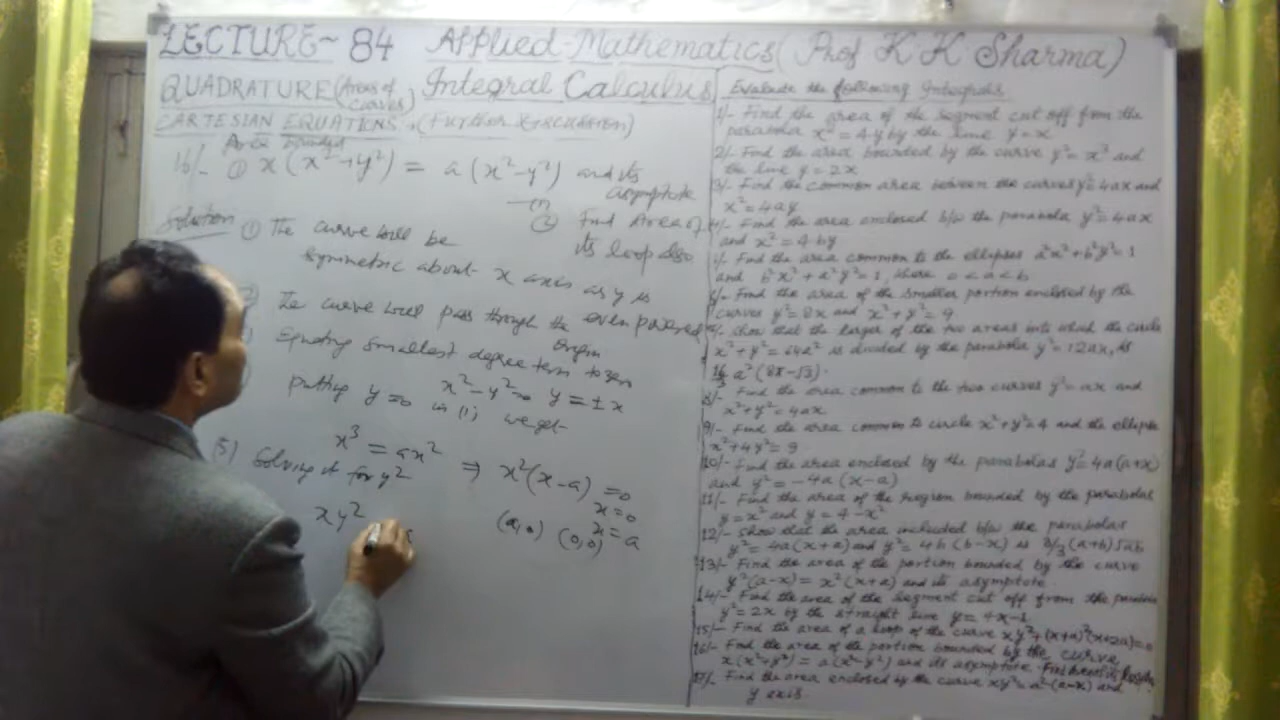 LECTURE~ 84 Applied-Mathematics (Prof K K Sharma)
QUADRATURE (Areas of curves), Integral Calculus
CARTESIAN EQUATIONS, (Further discussion)
Area bounded
16/- ① x(x²+y²) = a(x²-y²) and its asymptote
② Find Area of its loop also
Solution ① The curve will be
symmetric about x axis as y is
even powered
The curve will pass through the Origin
Equating smallest degree term to zero
x²-y²=0 y=±x
putting y=0 in (1) we get
x³ = ax² ⇒ x²(x-a)=0
x=0
x=a
(a,0) (0,0)
5) Solving it for y²
xy²
Evaluate the following Integrals
1/- Find the area of the segment cut off from the
parabola x²=4y by the line y=x
2/- Find the area bounded by the curve y²=x³ and
the line y=2x
3/- Find the common area between the curves y²=4ax and
x²=4ay
4/- Find the area enclosed b/w the parabola y²=4ax
and x²=4by
5/- Find the area common to the ellipses a²x²+b²y²=1
and b²x²+a²y²=1, where 0<a<b
6/- Find the area of the smaller portion enclosed by the
curves y²=8x and x²+y²=9
7/- Show that the larger of the two areas into which the circle
x²+y²=64a² is divided by the parabola y²=12ax, is
16/3 a²(8π-√3).
8/- Find the area common to the two curves y²=ax and
x²+y²=4ax
9/- Find the area common to circle x²+y²=4 and the ellipse
x²+4y²=9
10/- Find the area enclosed by the parabolas y²=4a(a+x)
and y²=-4a(x-a)
11/- Find the area of the region bounded by the parabolas
y=x² and y=4-x²
12/- Show that the area included b/w the parabolas
y²=4a(x+a) and y²=4b(b-x) is 8/3(a+b)√ab
13/- Find the area of the portion bounded by the curve
y²(a-x)=x²(x+a) and its asymptote
14/- Find the area of the segment cut off from the parabola
y²=2x by the straight line y=4x-1
15/- Find the area of a loop of the curve xy²+(x+a)²(x+2a)=0
16/- Find the area of the portion bounded by the curve
x(x²+y²)=a(x²-y²) and its asymptote.
17/- Find the area enclosed by the curve xy²=a²(a-x) and
y axis